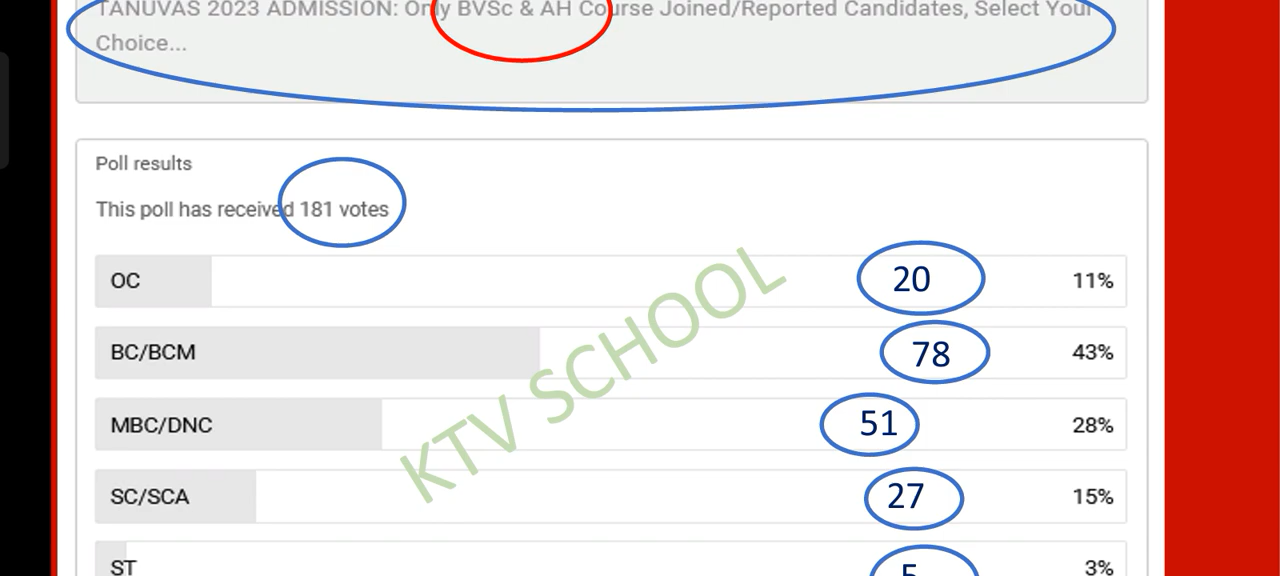 TANUVAS 2023 ADMISSION: Only BVSc & AH Course Joined/Reported Candidates, Select Your
Choice...
Poll results
This poll has received 181 votes
OC 20 11%
BC/BCM 78 43%
MBC/DNC 51 28%
SC/SCA 27 15%
ST 5 3%
KTV SCHOOL